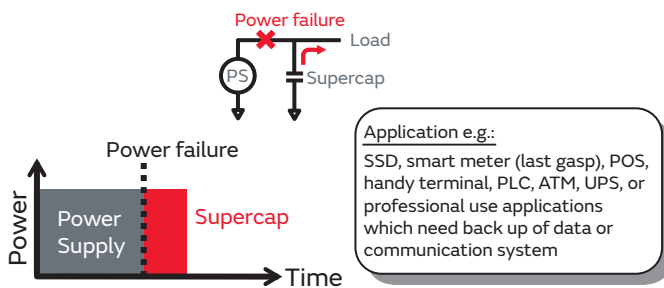 Power failure
Load
PS
Supercap
Power failure
Power
Power
Supply
Supercap
Time
Application e.g.:
SSD, smart meter (last gasp), POS,
handy terminal, PLC, ATM, UPS, or
professional use applications
which need back up of data or
communication system